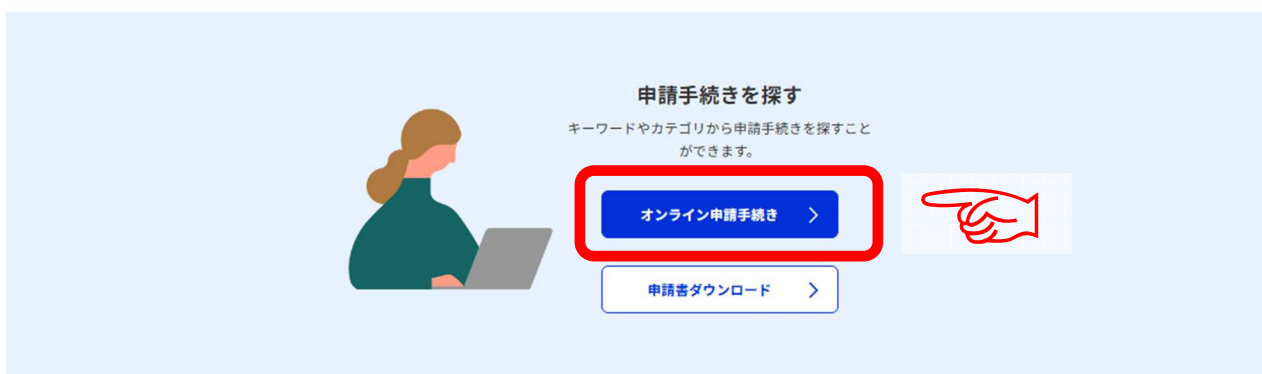 申請手続きを探す
キーワードやカテゴリから申請手続きを探すこと
ができます。
オンライン申請手続き
申請書ダウンロード